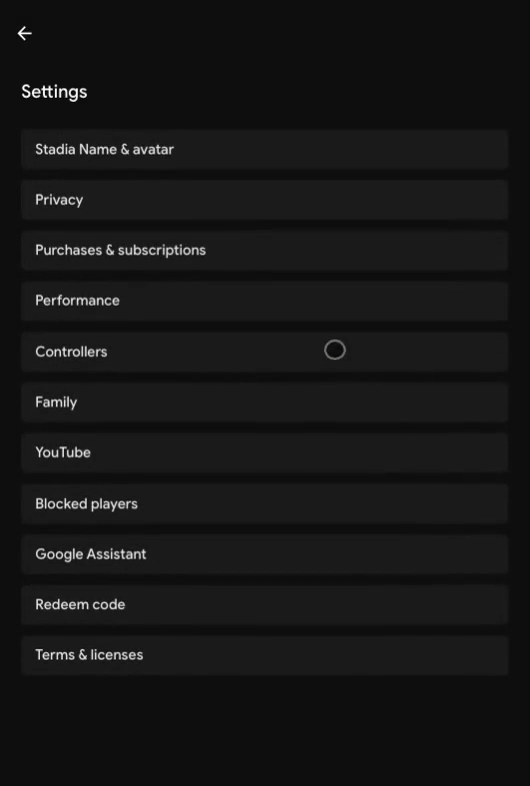 Settings
Stadia Name & avatar
Privacy
Purchases & subscriptions
Performance
Controllers
Family
YouTube
Blocked players
Google Assistant
Redeem code
Terms & licenses